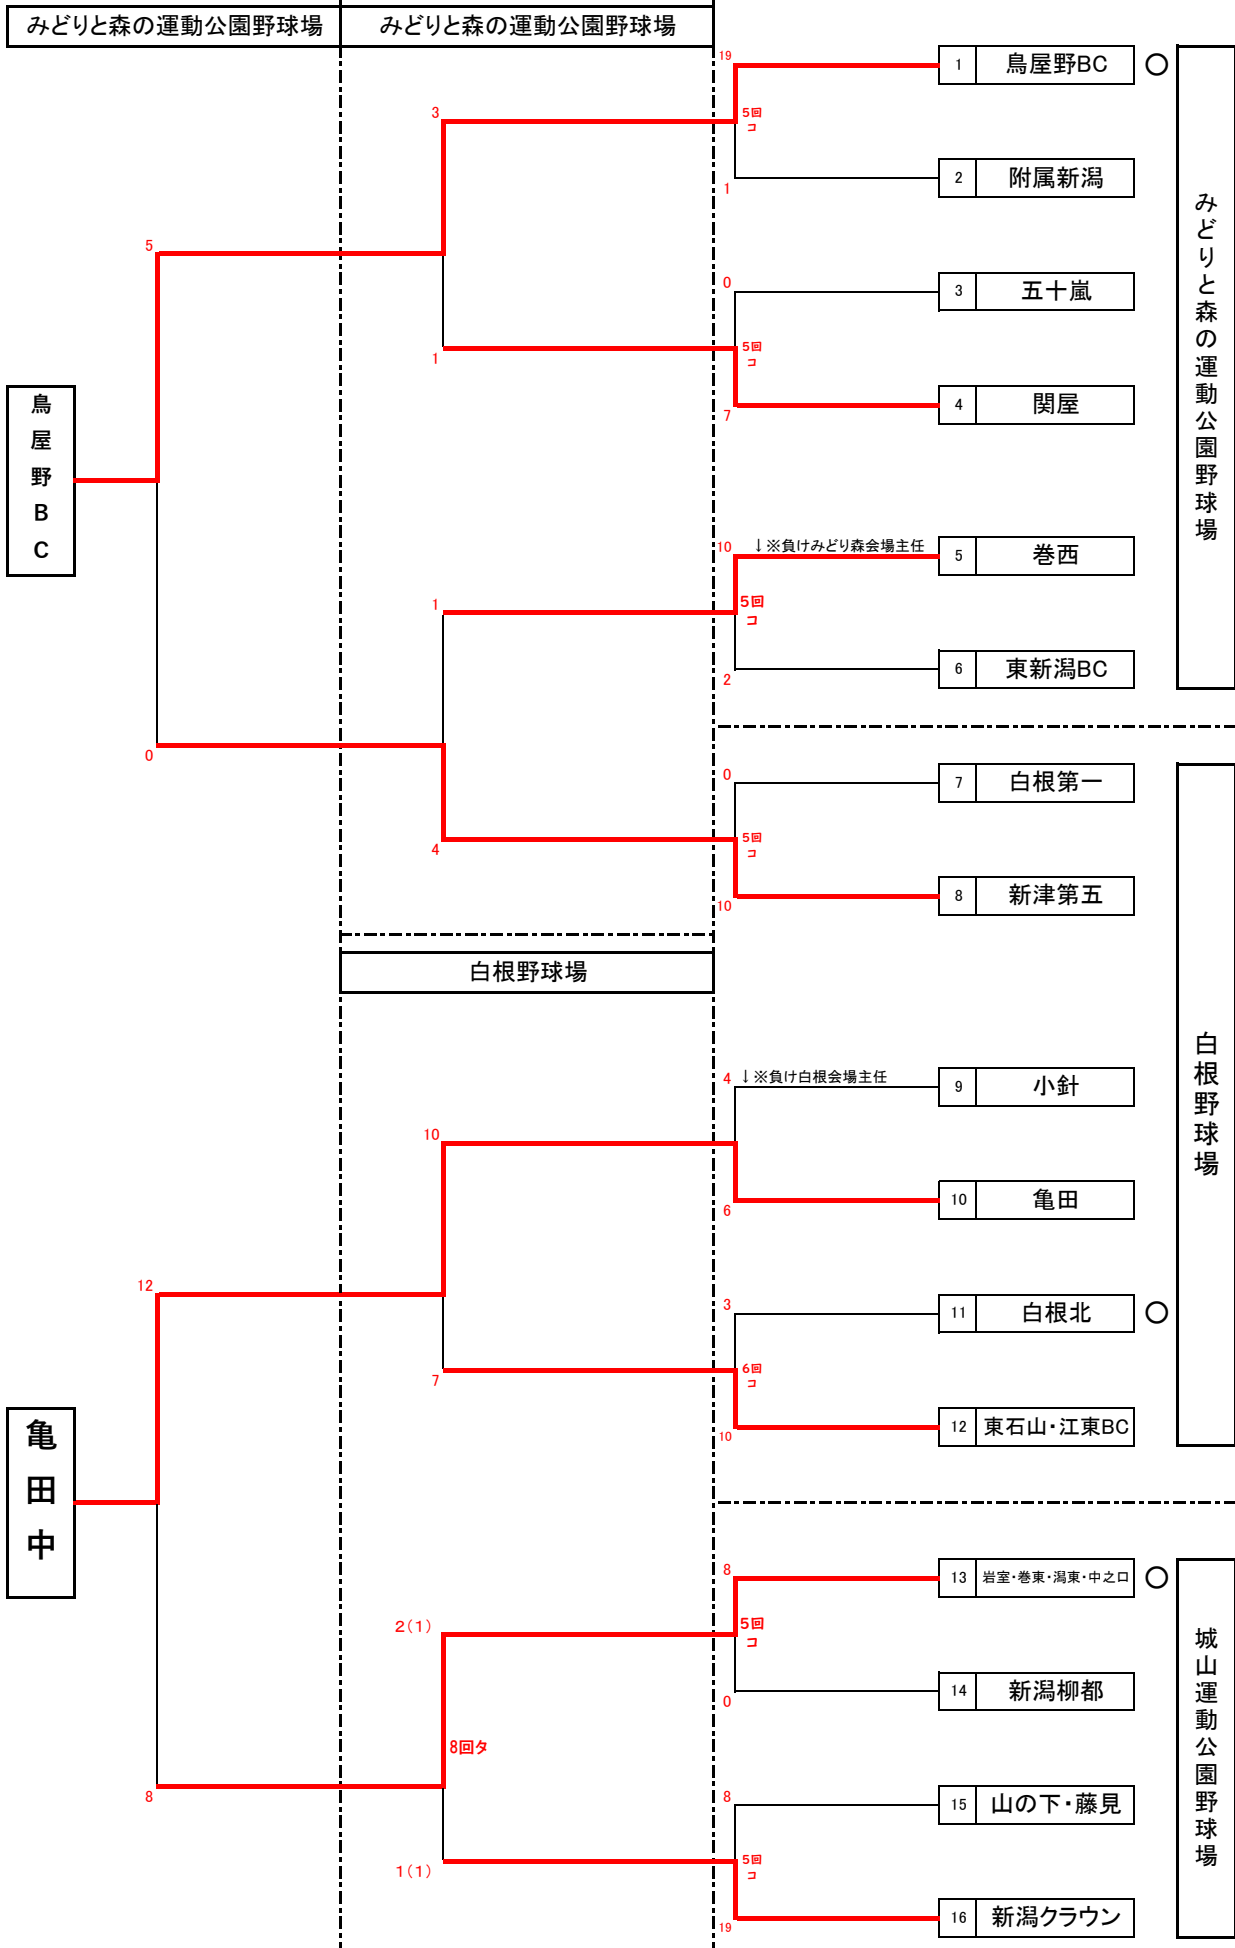 みどりと森の運動公園野球場
みどりと森の運動公園野球場
19
1 鳥屋野BC ○
5回
コ
3
1
2 附属新潟
みどりと森の運動公園野球場
5
0
3 五十嵐
5回
コ
1
7
4 関屋
鳥屋野BC
10
↓※負けみどり森会場主任
5 巻西
5回
コ
1
2
6 東新潟BC
0
0
7 白根第一
5回
コ
4
10
8 新津第五
白根野球場
白根野球場
4
↓※負け白根会場主任
9 小針
10
6
10 亀田
12
3
11 白根北 ○
6回
コ
7
10
12 東石山・江東BC
亀田中
8
13 岩室・巻東・潟東・中之口 ○
5回
コ
2(1)
0
14 新潟柳都
城山運動公園野球場
8回タ
8
8
15 山の下・藤見
5回
コ
1(1)
19
16 新潟クラウン